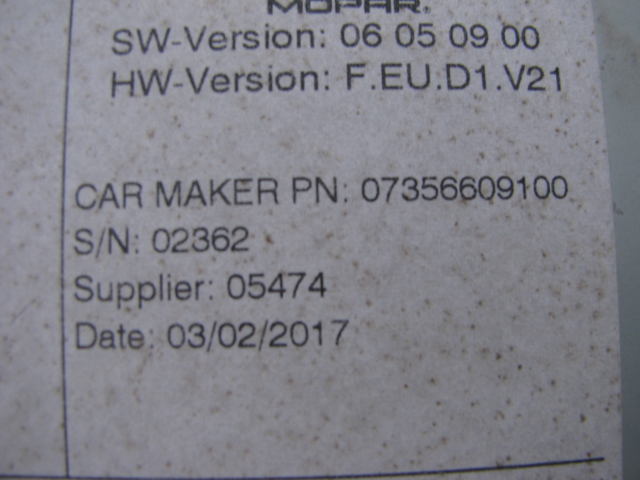 MOPAR®
SW-Version: 06 05 09 00
HW-Version: F.EU.D1.V21
CAR MAKER PN: 07356609100
S/N: 02362
Supplier: 05474
Date: 03/02/2017